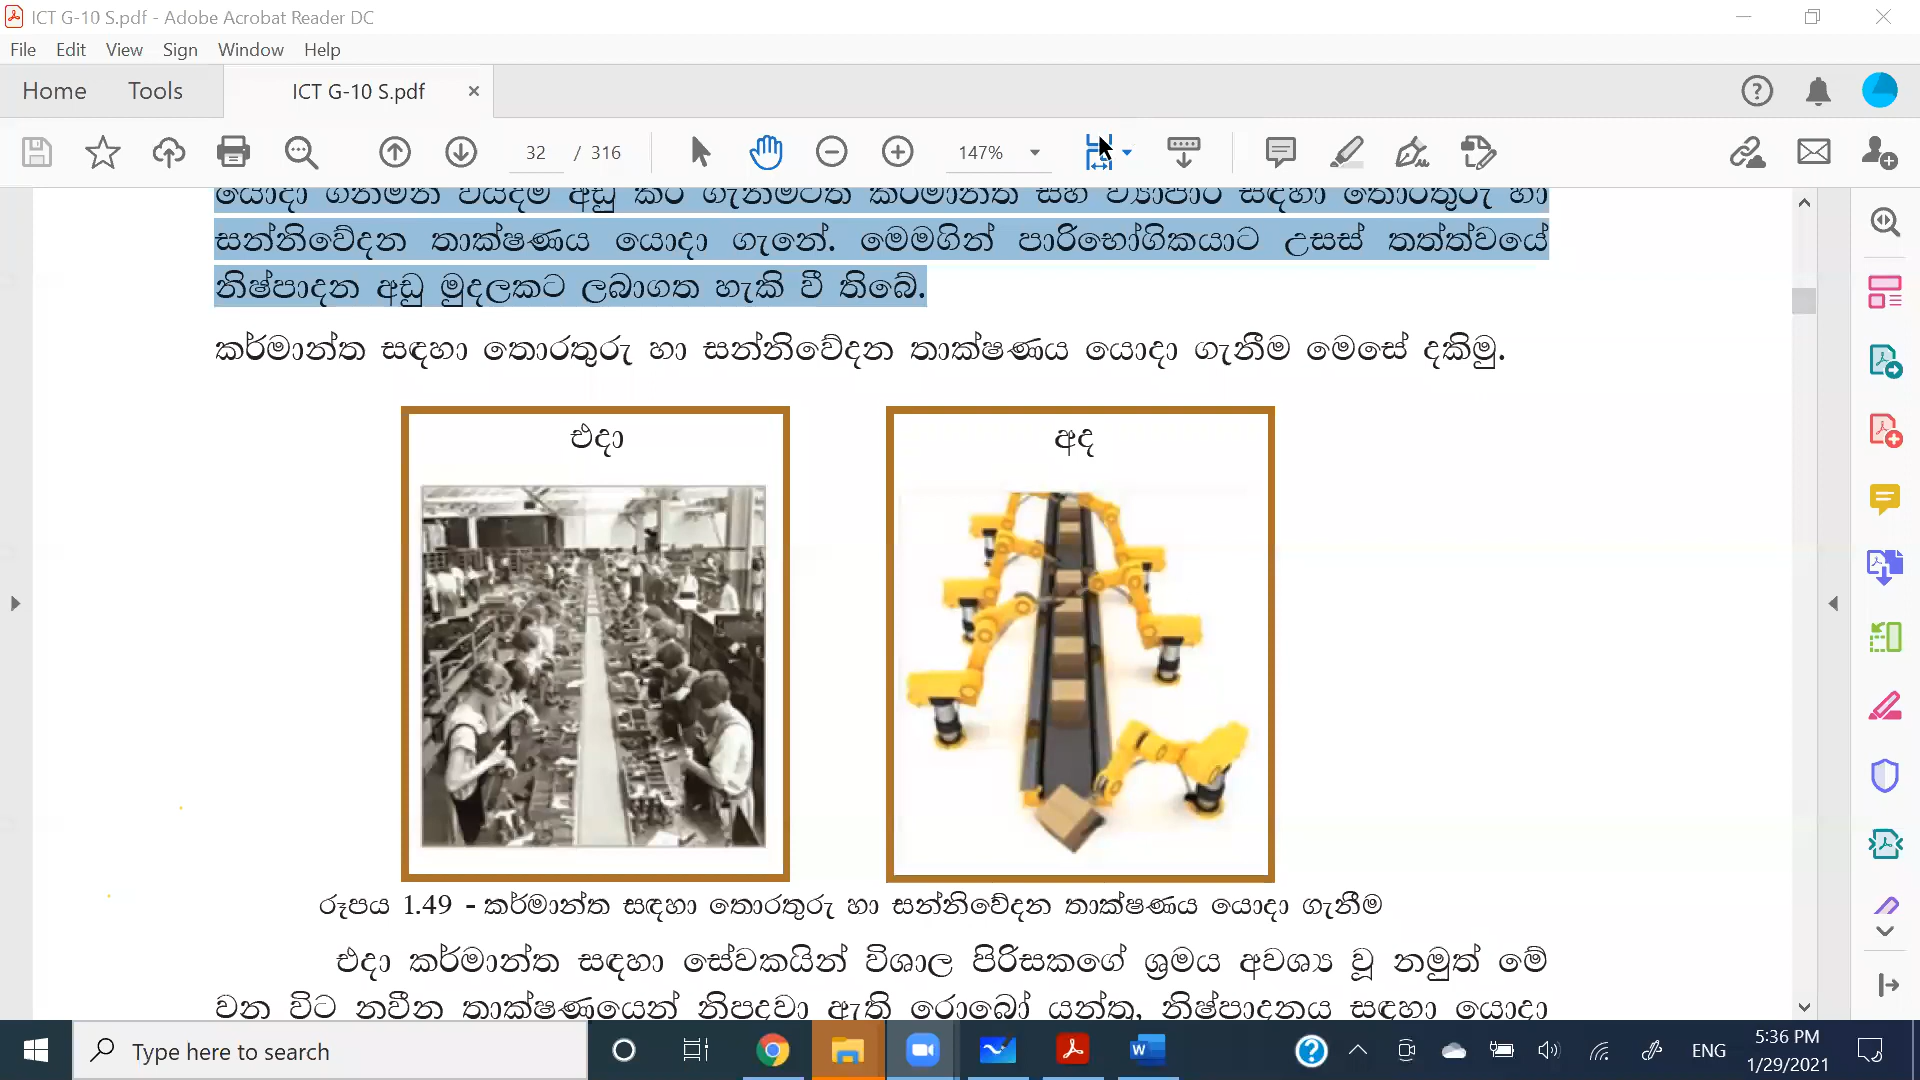 ICT G-10 S.pdf - Adobe Acrobat Reader DC
File Edit View Sign Window Help
Home Tools ICT G-10 S.pdf ×
32 / 316 147%
යොදා ගනිමින් වියදම් අඩු කර ගැනීමටත් කර්මාන්ත සහ ව්‍යාපාර සඳහා තොරතුරු හා
සන්නිවේදන තාක්ෂණය යොදා ගැනේ. මෙමගින් පාරිභෝගිකයාට උසස් තත්ත්වයේ
නිෂ්පාදන අඩු මුදලකට ලබාගත හැකි වී තිබේ.
කර්මාන්ත සඳහා තොරතුරු හා සන්නිවේදන තාක්ෂණය යොදා ගැනීම මෙසේ දකිමු.
එදා
අද
රූපය 1.49 - කර්මාන්ත සඳහා තොරතුරු හා සන්නිවේදන තාක්ෂණය යොදා ගැනීම
එදා කර්මාන්ත සඳහා සේවකයින් විශාල පිරිසකගේ ශ්‍රමය අවශ්‍ය වූ නමුත් මේ
වන විට නවීන තාක්ෂණයෙන් නිපදවා ඇති රොබෝ යන්ත්‍ර, නිෂ්පාදනය සඳහා යොදා
Type here to search
ENG
5:36 PM
1/29/2021